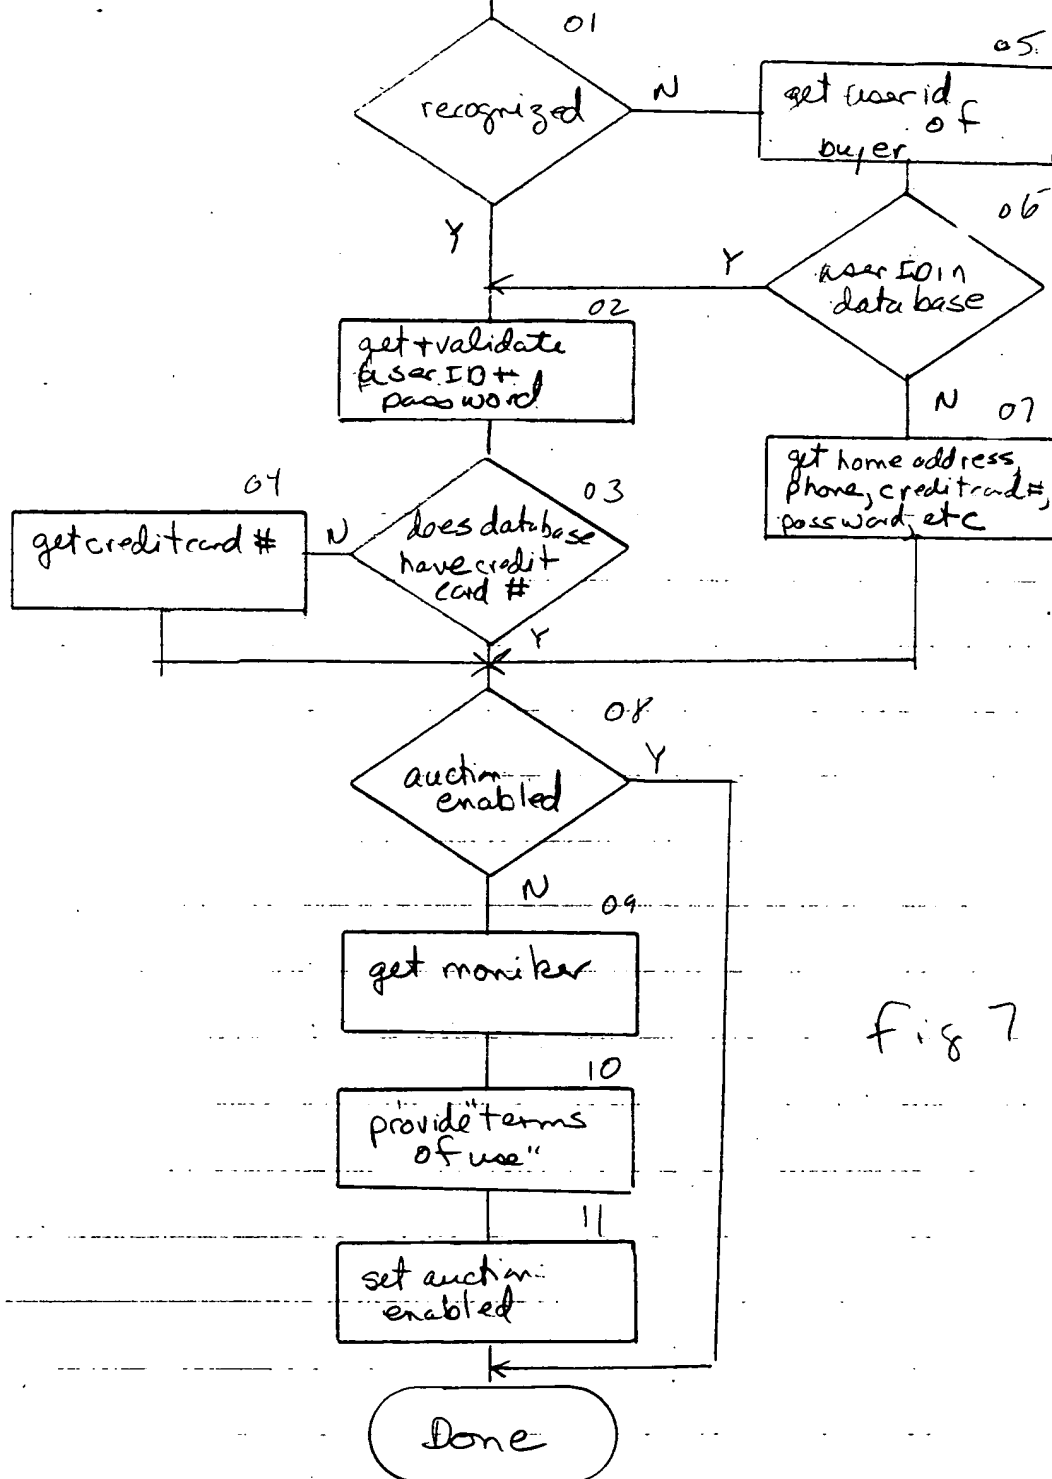 01
recognized
N
05
get user id
of
buyer
Y
06
user ID in
database
Y
N
02
get + validate
user ID +
password
03
does database
have credit
card #
N
04
get credit card #
Y
07
get home address,
phone, credit card #,
password, etc
08
auction
enabled
Y
N
09
get moniker
10
provide "terms
of use"
11
set auction
enabled
Done
Fig 7